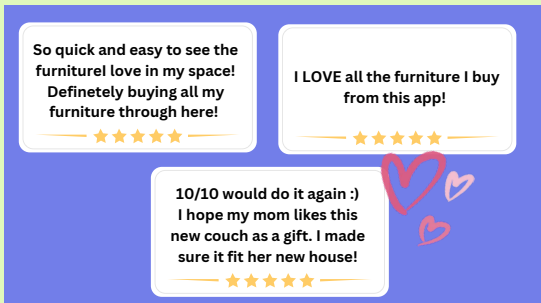 So quick and easy to see the
furnitureI love in my space!
Definetely buying all my
furniture through here!
I LOVE all the furniture I buy
from this app!
10/10 would do it again :)
I hope my mom likes this
new couch as a gift. I made
sure it fit her new house!